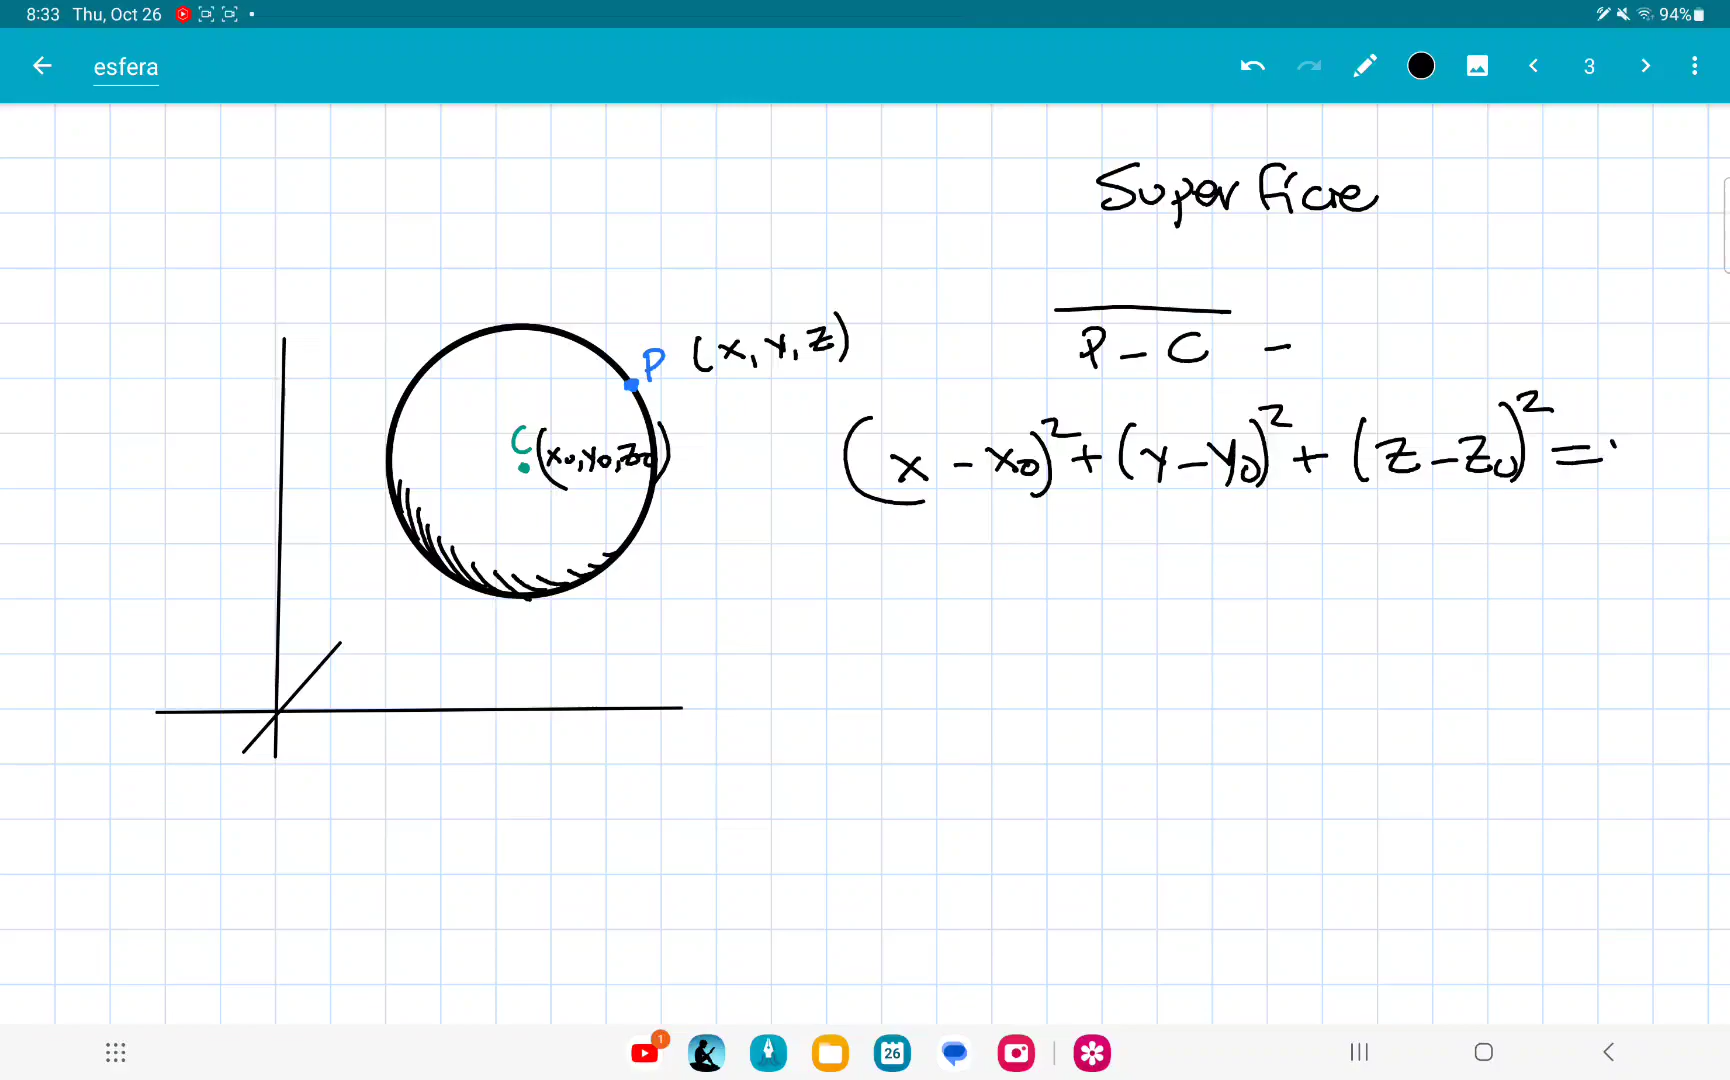 8:33 Thu, Oct 26
94%
esfera
3
Superficie
P (x, y, z)
P - C -
C (x₀, y₀, z₀)
(x - x₀)² + (y - y₀)² + (z - z₀)² =
1
26